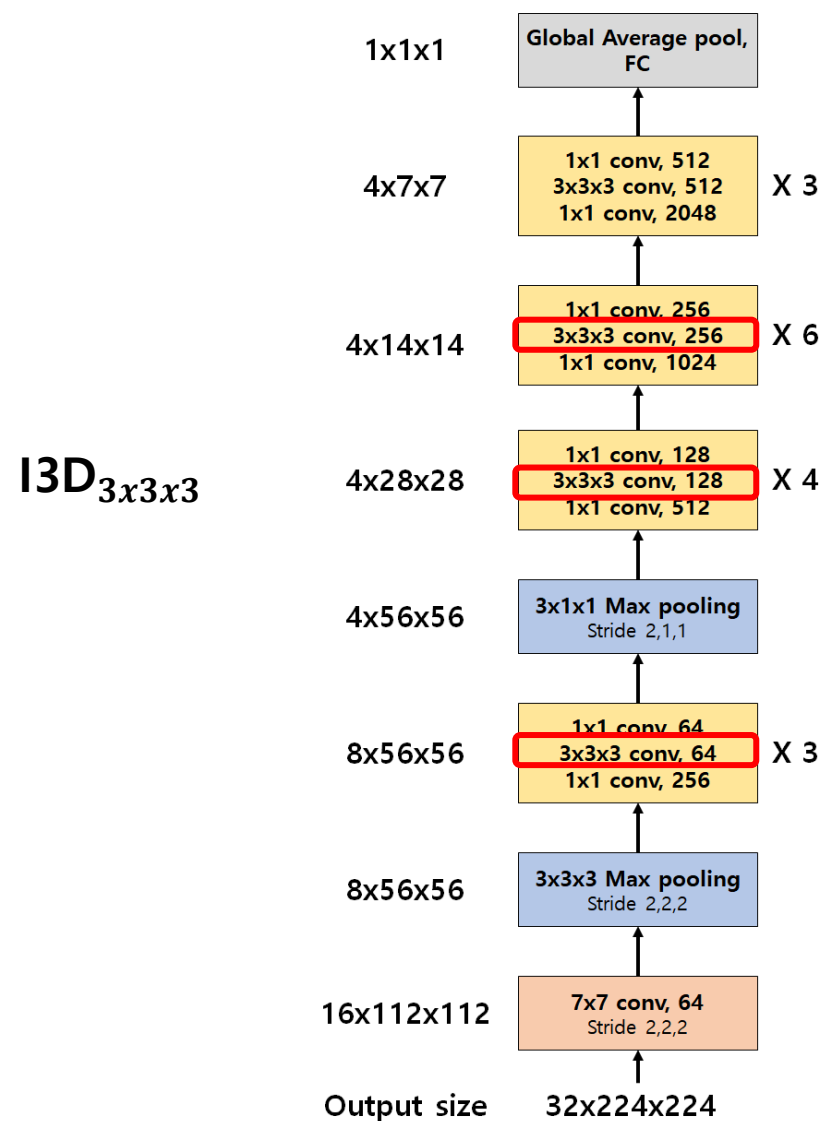 1x1x1
Global Average pool,
FC
4x7x7
1x1 conv, 512
3x3x3 conv, 512
1x1 conv, 2048
X 3
4x14x14
1x1 conv, 256
3x3x3 conv, 256
1x1 conv, 1024
X 6
I3D3x3x3
4x28x28
1x1 conv, 128
3x3x3 conv, 128
1x1 conv, 512
X 4
4x56x56
3x1x1 Max pooling
Stride 2,1,1
8x56x56
1x1 conv, 64
3x3x3 conv, 64
1x1 conv, 256
X 3
8x56x56
3x3x3 Max pooling
Stride 2,2,2
16x112x112
7x7 conv, 64
Stride 2,2,2
Output size
32x224x224